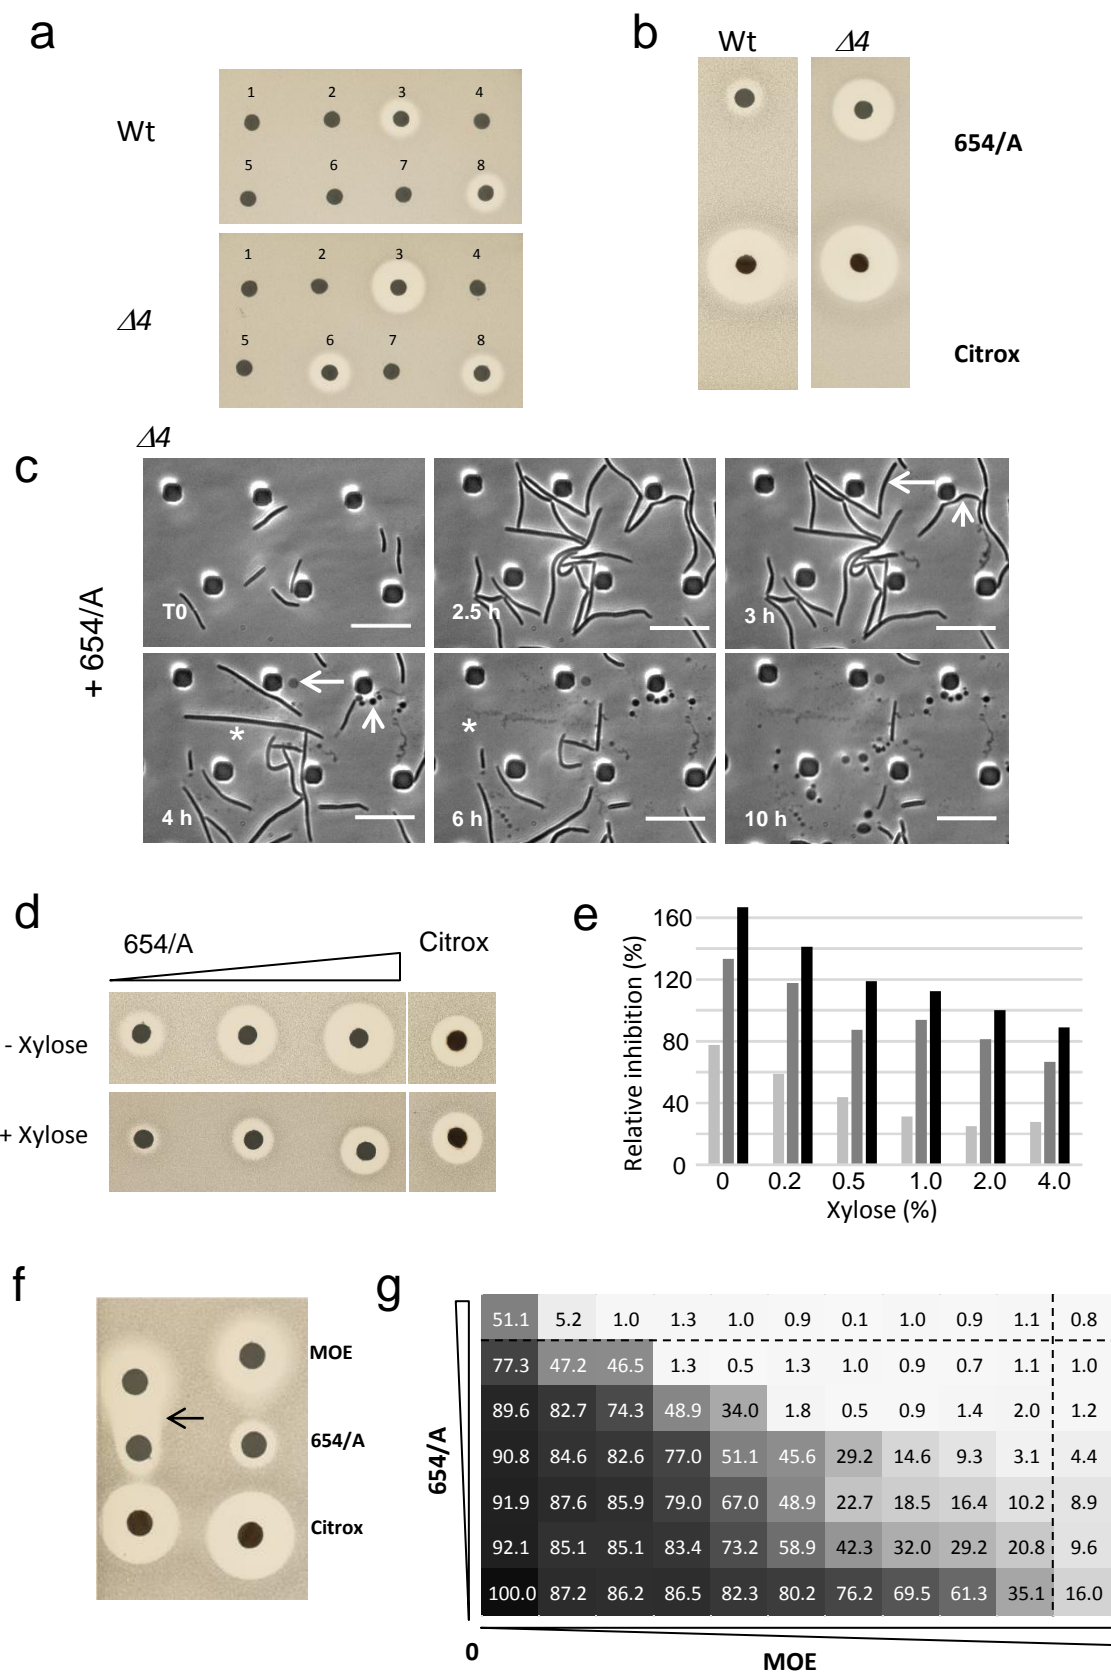 a
Wt
1 2 3 4
5 6 7 8
Δ4
1 2 3 4
5 6 7 8
b
Wt Δ4
654/A
Citrox
c
Δ4
+ 654/A
T0
2.5 h
3 h
4 h
*
6 h
*
10 h
d
654/A
Citrox
- Xylose
+ Xylose
e
Relative inhibition (%)
160
120
80
40
0
0 0.2 0.5 1.0 2.0 4.0
Xylose (%)
f
MOE
654/A
Citrox
g
654/A
51.1 5.2 1.0 1.3 1.0 0.9 0.1 1.0 0.9 1.1 0.8
77.3 47.2 46.5 1.3 0.5 1.3 1.0 0.9 0.7 1.1 1.0
89.6 82.7 74.3 48.9 34.0 1.8 0.5 0.9 1.4 2.0 1.2
90.8 84.6 82.6 77.0 51.1 45.6 29.2 14.6 9.3 3.1 4.4
91.9 87.6 85.9 79.0 67.0 48.9 22.7 18.5 16.4 10.2 8.9
92.1 85.1 85.1 83.4 73.2 58.9 42.3 32.0 29.2 20.8 9.6
100.0 87.2 86.2 86.5 82.3 80.2 76.2 69.5 61.3 35.1 16.0
0
MOE